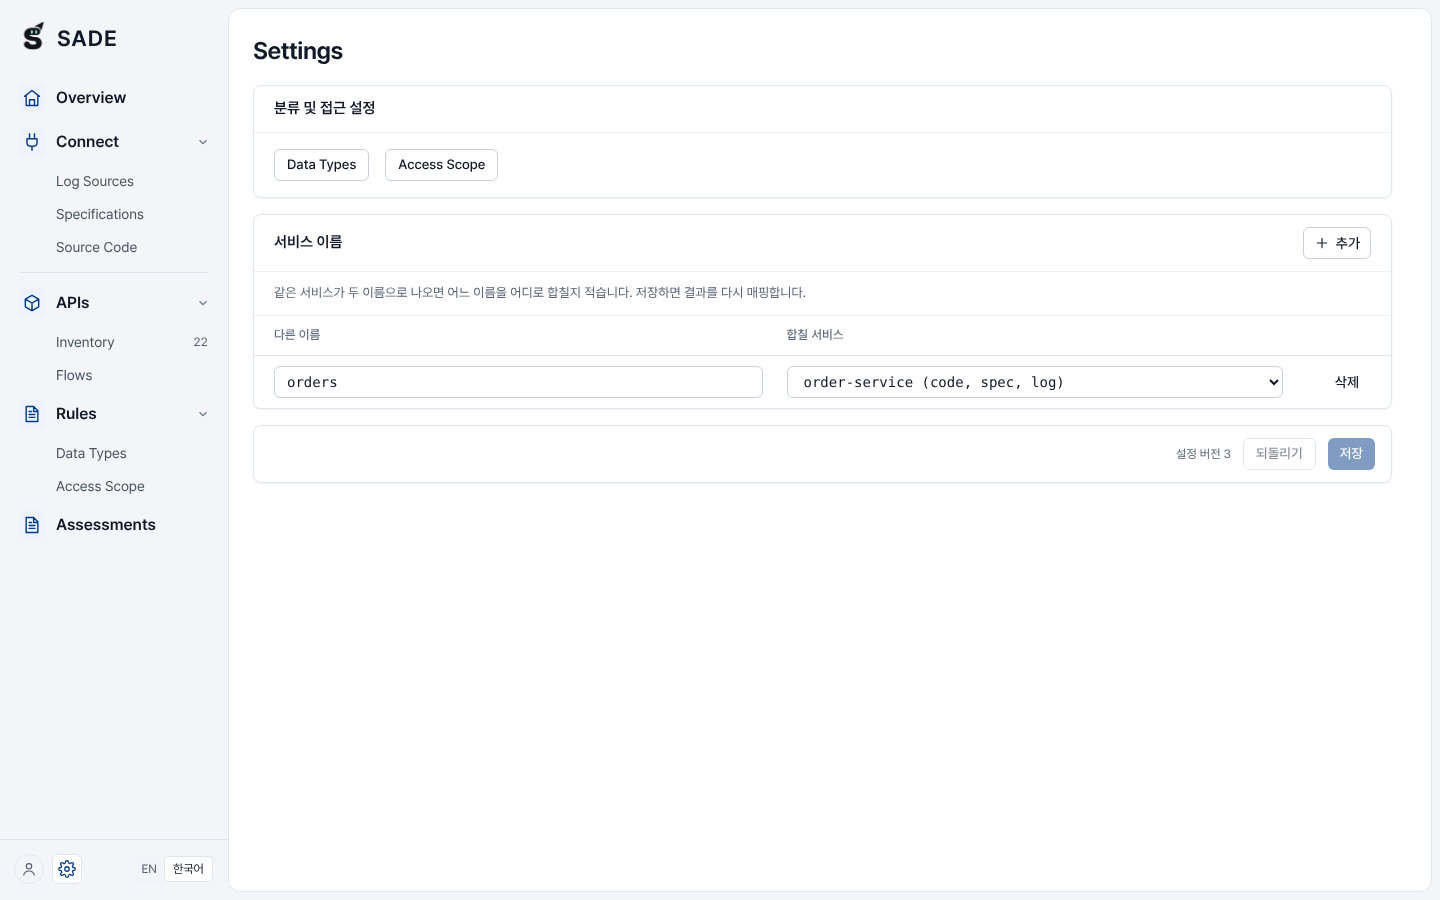 SADE
Overview
Connect
Log Sources
Specifications
Source Code
APIs
Inventory 22
Flows
Rules
Data Types
Access Scope
Assessments
EN 한국어
Settings
분류 및 접근 설정
Data Types Access Scope
서비스 이름 + 추가
같은 서비스가 두 이름으로 나오면 어느 이름을 어디로 합칠지 적습니다. 저장하면 결과를 다시 매핑합니다.
다른 이름 합칠 서비스
orders order-service (code, spec, log) 삭제
설정 버전 3 되돌리기 저장